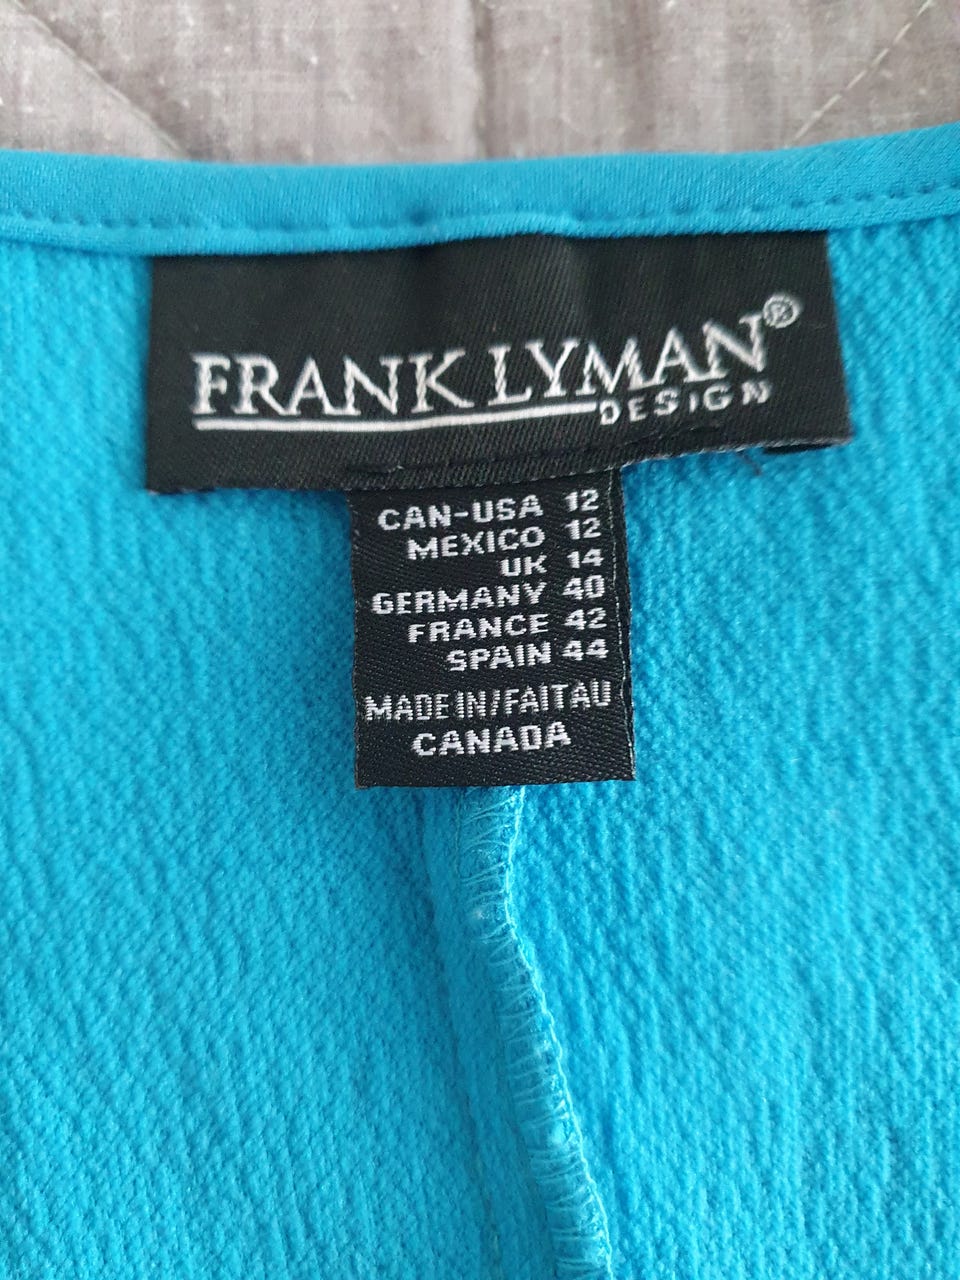 FRANK LYMAN®
DESIGN
CAN-USA 12
MEXICO 12
UK 14
GERMANY 40
FRANCE 42
SPAIN 44
MADE IN/FAIT AU
CANADA